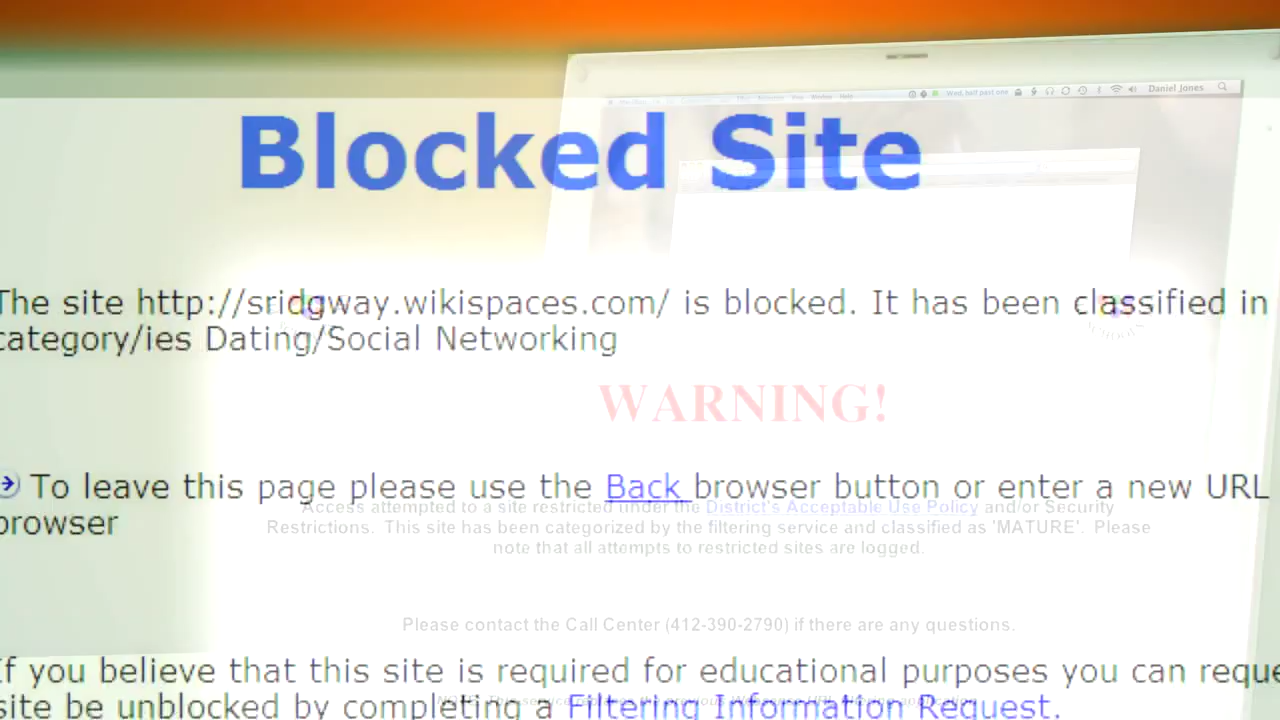 Wed. half past one
Daniel Jones
Blocked Site
The site http://sridgway.wikispaces.com/ is blocked. It has been classified in
category/ies Dating/Social Networking
WARNING!
To leave this page please use the Back browser button or enter a new URL
browser
Access attempted to a site restricted under the District's Acceptable Use Policy and/or Security
Restrictions. This site has been categorized by the filtering service and classified as 'MATURE'. Please
note that all attempts to restricted sites are logged.
Please contact the Call Center (412-390-2790) if there are any questions.
If you believe that this site is required for educational purposes you can reque
site be unblocked by completing a Filtering Information Request.